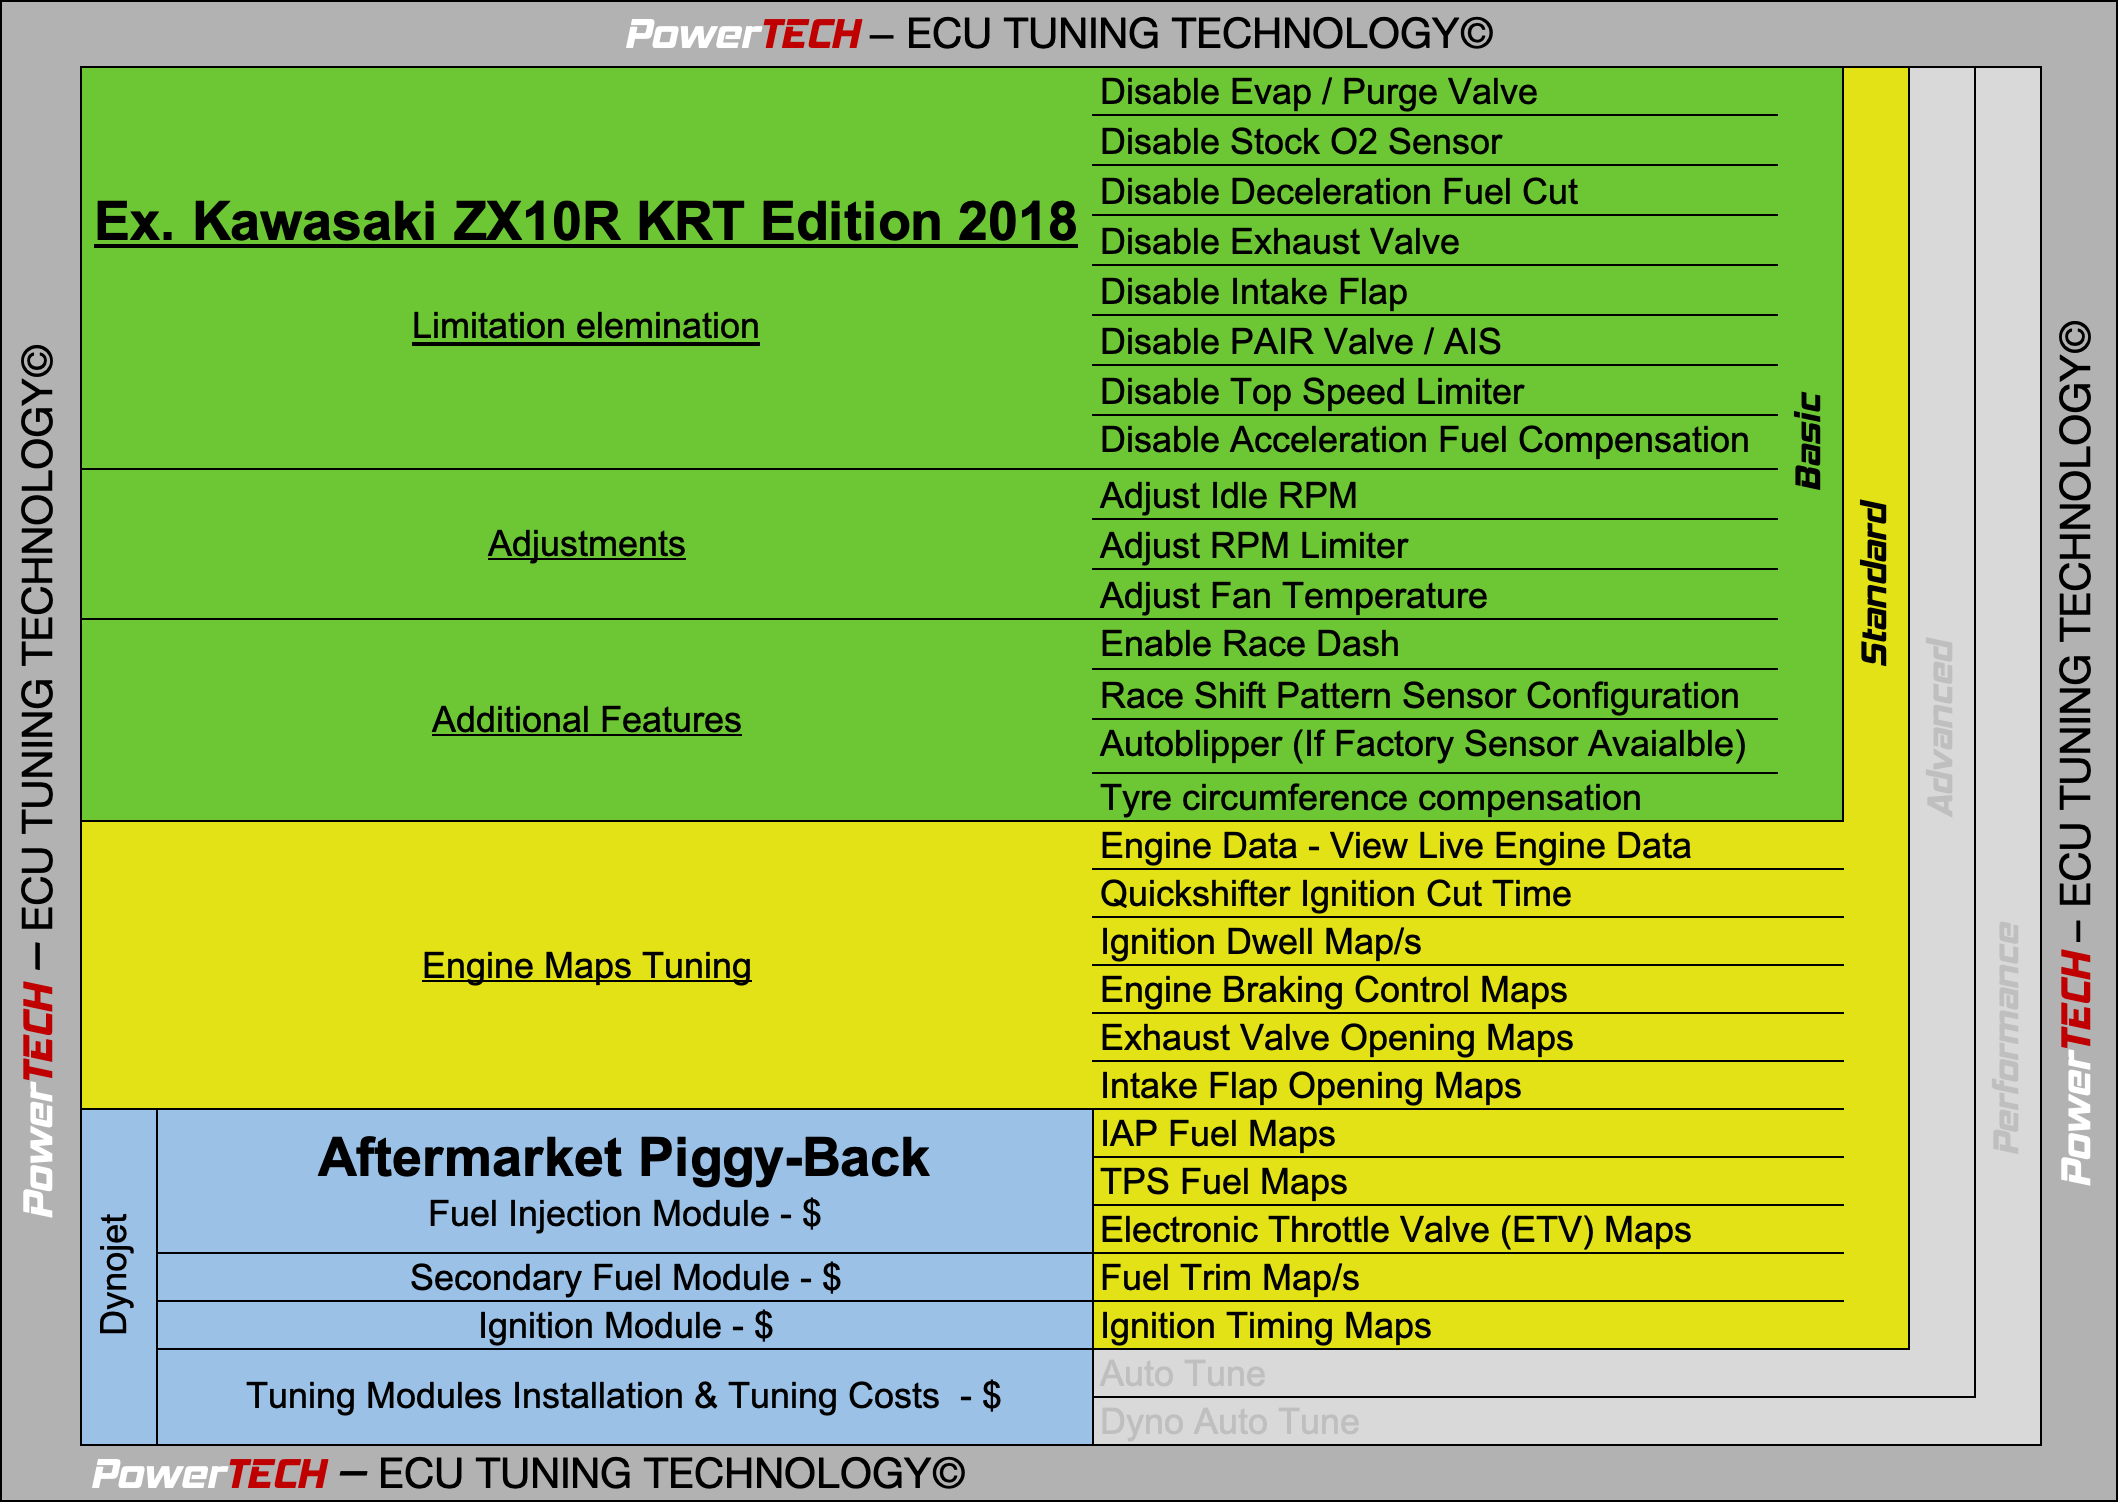 PowerTECH – ECU TUNING TECHNOLOGY©
PowerTECH – ECU TUNING TECHNOLOGY©
Ex. Kawasaki ZX10R KRT Edition 2018
Limitation elemination
Disable Evap / Purge Valve
Disable Stock O2 Sensor
Disable Deceleration Fuel Cut
Disable Exhaust Valve
Disable Intake Flap
Disable PAIR Valve / AIS
Disable Top Speed Limiter
Disable Acceleration Fuel Compensation
Adjustments
Adjust Idle RPM
Adjust RPM Limiter
Adjust Fan Temperature
Additional Features
Enable Race Dash
Race Shift Pattern Sensor Configuration
Autoblipper (If Factory Sensor Avaialble)
Tyre circumference compensation
Basic
Engine Maps Tuning
Engine Data - View Live Engine Data
Quickshifter Ignition Cut Time
Ignition Dwell Map/s
Engine Braking Control Maps
Exhaust Valve Opening Maps
Intake Flap Opening Maps
Dynojet
Aftermarket Piggy-Back
Fuel Injection Module - $
Secondary Fuel Module - $
Ignition Module - $
Tuning Modules Installation & Tuning Costs - $
IAP Fuel Maps
TPS Fuel Maps
Electronic Throttle Valve (ETV) Maps
Fuel Trim Map/s
Ignition Timing Maps
Standard
Auto Tune
Advanced
Dyno Auto Tune
Performance
PowerTECH – ECU TUNING TECHNOLOGY©
PowerTECH – ECU TUNING TECHNOLOGY©